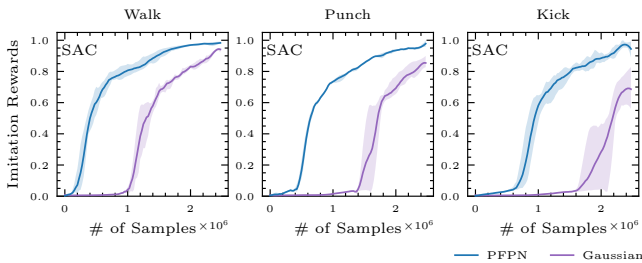 Walk Punch Kick
1.0 SAC 1.0 SAC 1.0 SAC
0.8 0.8 0.8
0.6 0.6 0.6
0.4 0.4 0.4
0.2 0.2 0.2
0.0 0.0 0.0
Imitation Rewards
0 1 2 0 1 2 0 1 2
# of Samples ×10⁶ # of Samples ×10⁶ # of Samples ×10⁶
PFPN Gaussian